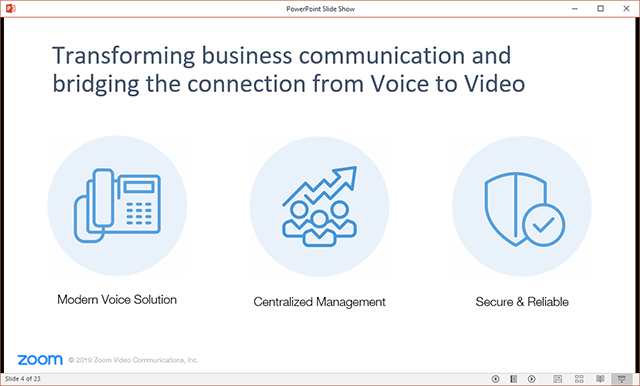 PowerPoint Slide Show
Transforming business communication and
bridging the connection from Voice to Video
Modern Voice Solution
Centralized Management
Secure & Reliable
zoom © 2019 Zoom Video Communications, Inc.
Slide 4 of 23